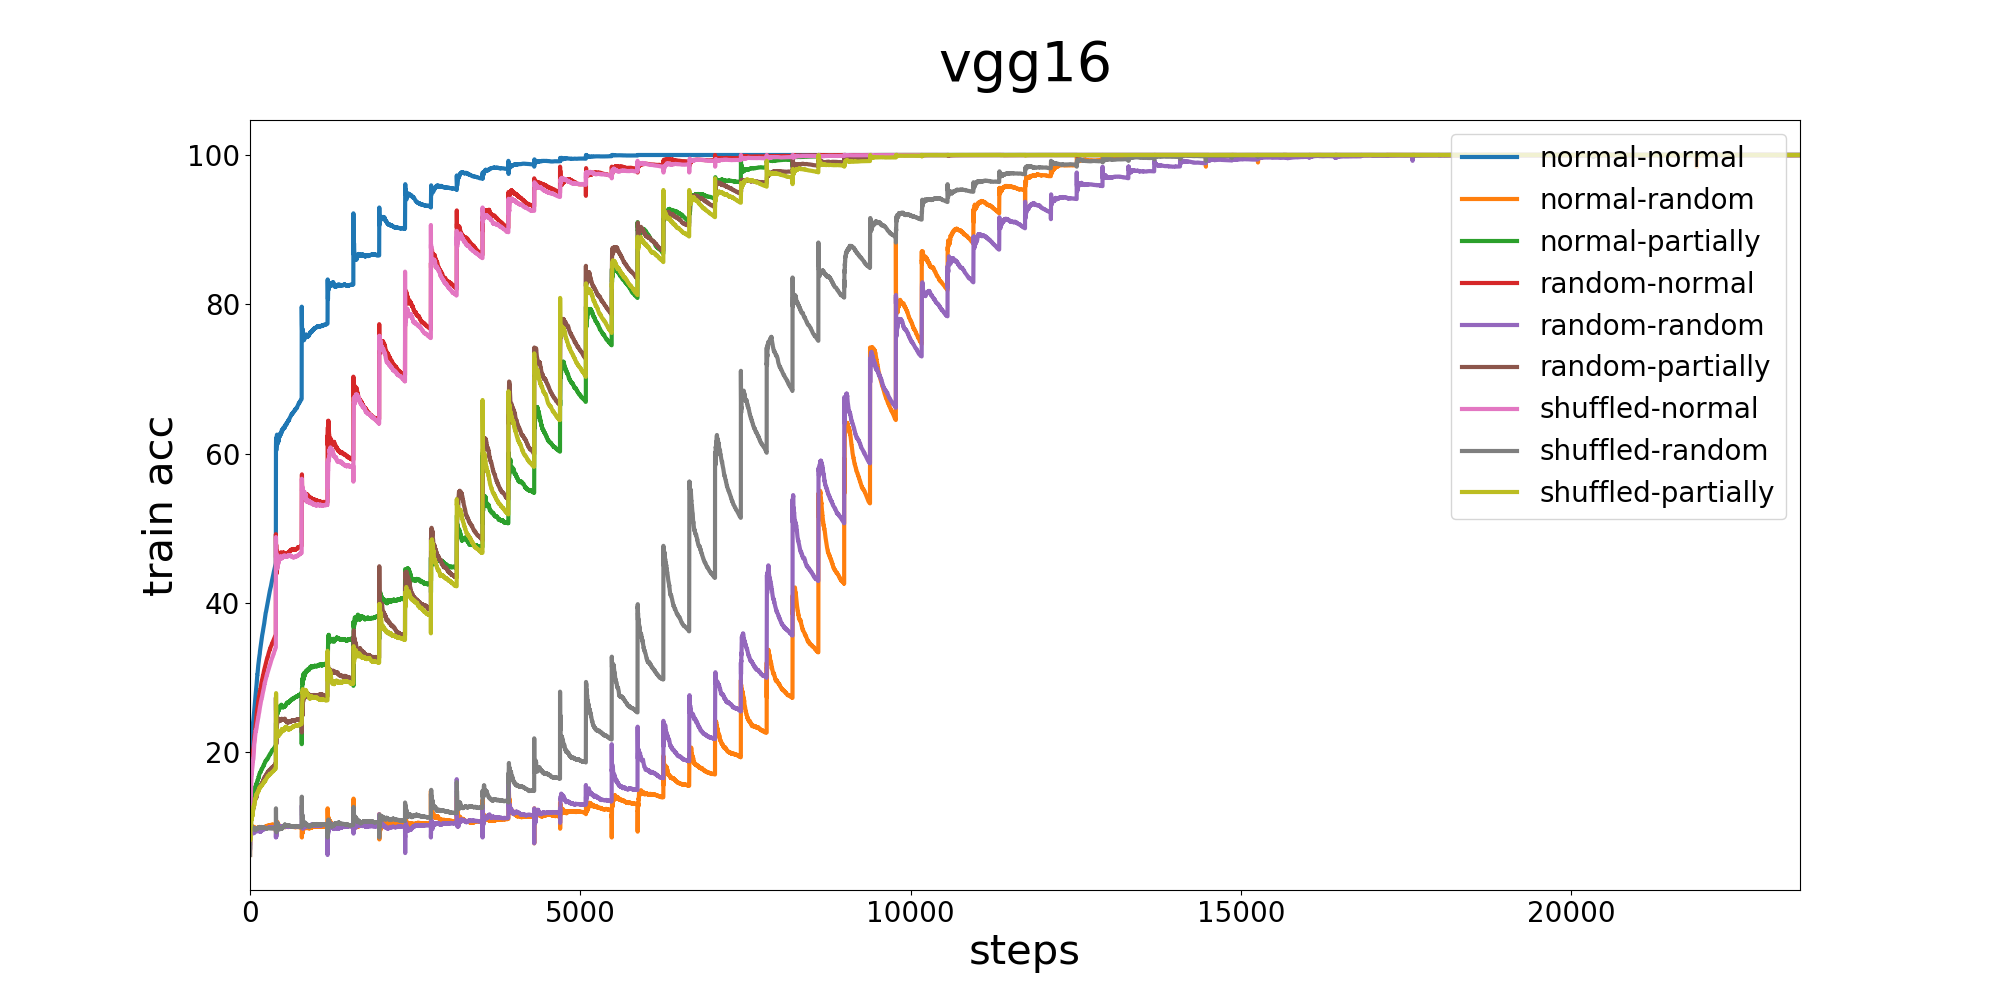 vgg16
train acc
100
80
60
40
20
0
5000
10000
15000
20000
steps
normal-normal
normal-random
normal-partially
random-normal
random-random
random-partially
shuffled-normal
shuffled-random
shuffled-partially